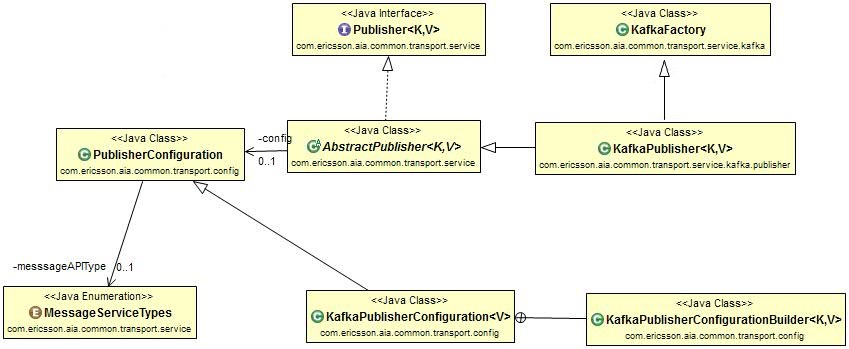 <<Java Interface>>
Publisher<K,V>
com.ericsson.aia.common.transport.service
<<Java Class>>
KafkaFactory
com.ericsson.aia.common.transport.service.kafka
<<Java Class>>
PublisherConfiguration
com.ericsson.aia.common.transport.config
-config
0..1
<<Java Class>>
AbstractPublisher<K,V>
com.ericsson.aia.common.transport.service
<<Java Class>>
KafkaPublisher<K,V>
com.ericsson.aia.common.transport.service.kafka.publisher
-messsageAPIType
0..1
<<Java Enumeration>>
MessageServiceTypes
com.ericsson.aia.common.transport.service
<<Java Class>>
KafkaPublisherConfiguration<V>
com.ericsson.aia.common.transport.config
<<Java Class>>
KafkaPublisherConfigurationBuilder<K,V>
com.ericsson.aia.common.transport.config